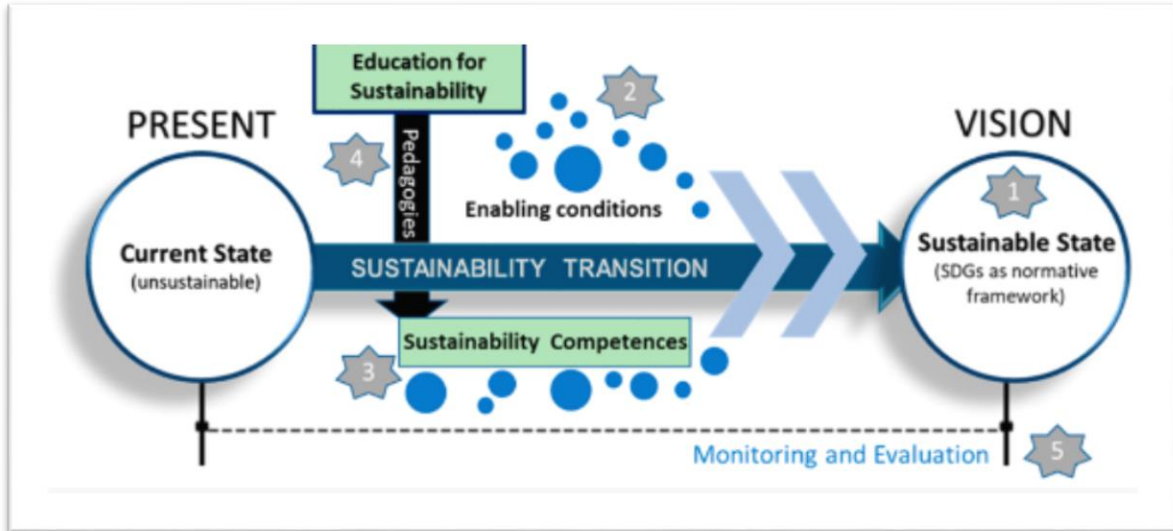 Education for
Sustainability
2
PRESENT
VISION
4
Pedagogies
1
Enabling conditions
Current State
(unsustainable)
SUSTAINABILITY TRANSITION
Sustainable State
(SDGs as normative
framework)
Sustainability Competences
3
Monitoring and Evaluation
5